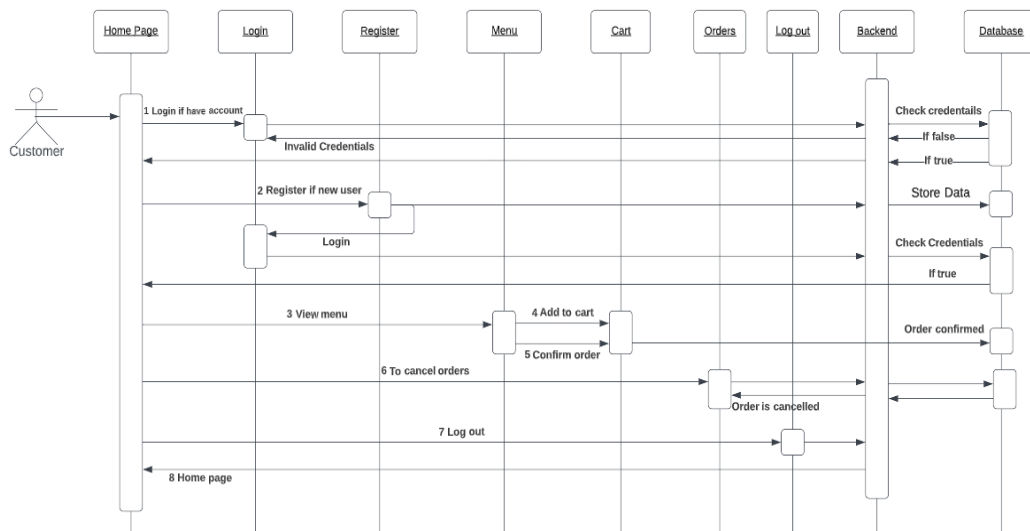 Home Page
Login
Register
Menu
Cart
Orders
Log out
Backend
Database
Customer
1 Login if have account
Check credentails
If false
Invalid Credentials
If true
2 Register if new user
Store Data
Login
Check Credentials
If true
3 View menu
4 Add to cart
Order confirmed
5 Confirm order
6 To cancel orders
Order is cancelled
7 Log out
8 Home page